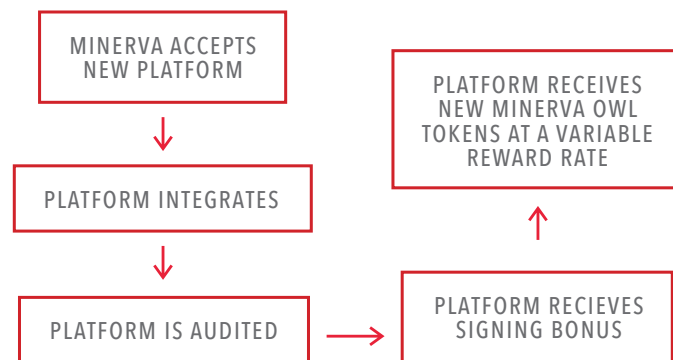 MINERVA ACCEPTS
NEW PLATFORM
PLATFORM INTEGRATES
PLATFORM IS AUDITED
PLATFORM RECIEVES
SIGNING BONUS
PLATFORM RECEIVES
NEW MINERVA OWL
TOKENS AT A VARIABLE
REWARD RATE